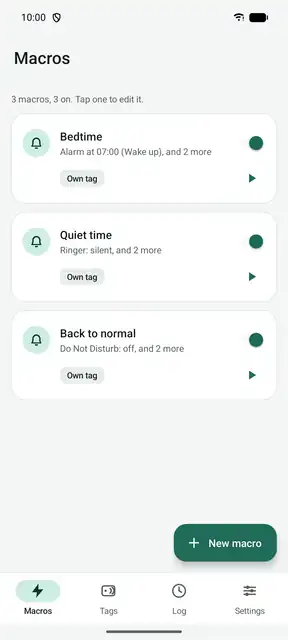 10:00
Macros
3 macros, 3 on. Tap one to edit it.
Bedtime
Alarm at 07:00 (Wake up), and 2 more
Own tag
Quiet time
Ringer: silent, and 2 more
Own tag
Back to normal
Do Not Disturb: off, and 2 more
Own tag
New macro
Macros
Tags
Log
Settings